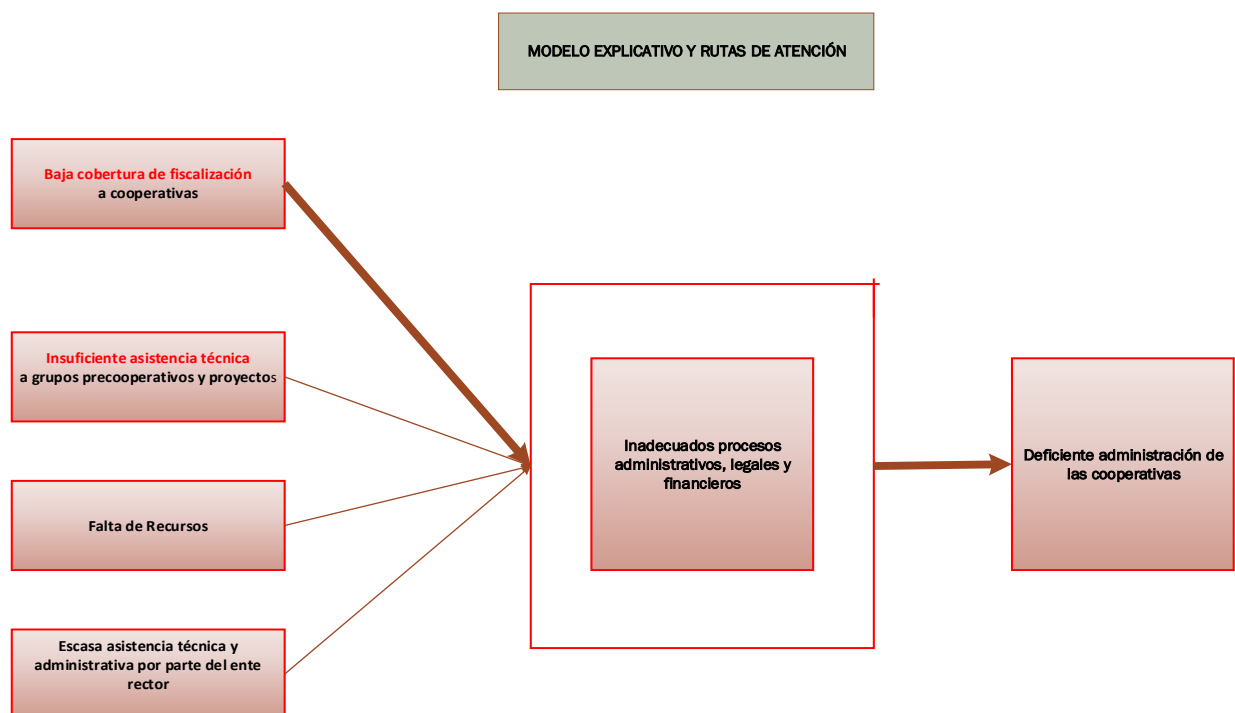 MODELO EXPLICATIVO Y RUTAS DE ATENCIÓN
Baja cobertura de fiscalización
a cooperativas
Insuficiente asistencia técnica
a grupos precooperativos y proyectos
Falta de Recursos
Escasa asistencia técnica y
administrativa por parte del ente
rector
Inadecuados procesos
administrativos, legales y
financieros
Deficiente administración de
las cooperativas